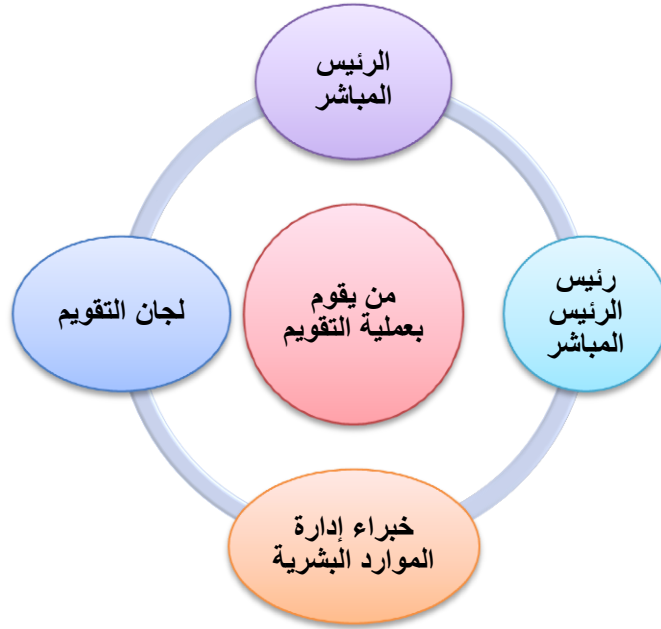 الرئيس
المباشر
من يقوم
بعملية التقويم
رئيس
الرئيس
المباشر
لجان التقويم
خبراء إدارة
الموارد البشرية